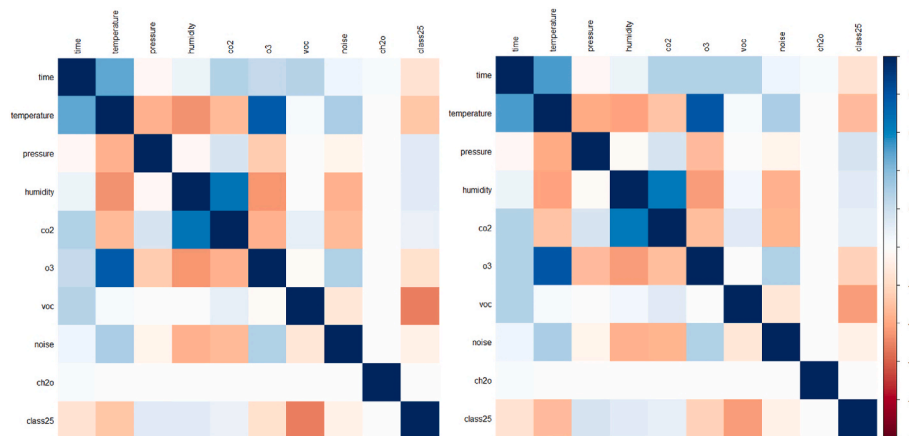 time temperature pressure humidity co2 o3 voc noise ch2o class25
time
temperature
pressure
humidity
co2
o3
voc
noise
ch2o
class25
time temperature pressure humidity co2 o3 voc noise ch2o class25
time
temperature
pressure
humidity
co2
o3
voc
noise
ch2o
class25